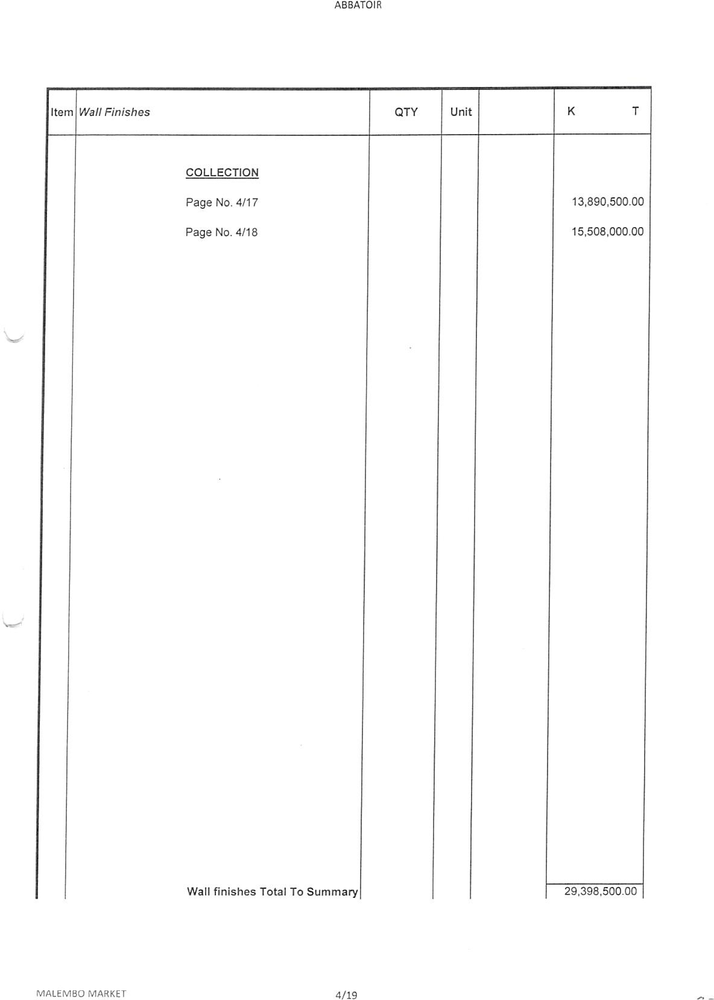 ABBATOIR
Item Wall Finishes QTY Unit K T
COLLECTION
Page No. 4/17 13,890,500.00
Page No. 4/18 15,508,000.00
Wall finishes Total To Summary 29,398,500.00
MALEMBO MARKET 4/19